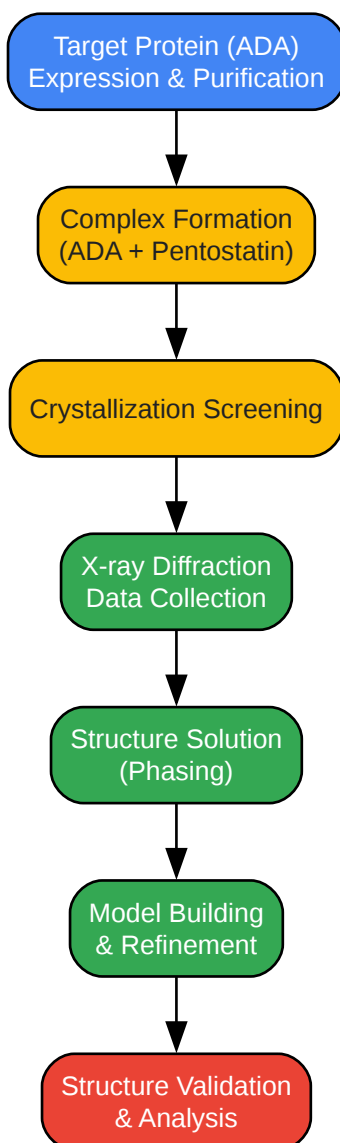 Target Protein (ADA)
Expression & Purification
Complex Formation
(ADA + Pentostatin)
Crystallization Screening
X-ray Diffraction
Data Collection
Structure Solution
(Phasing)
Model Building
& Refinement
Structure Validation
& Analysis